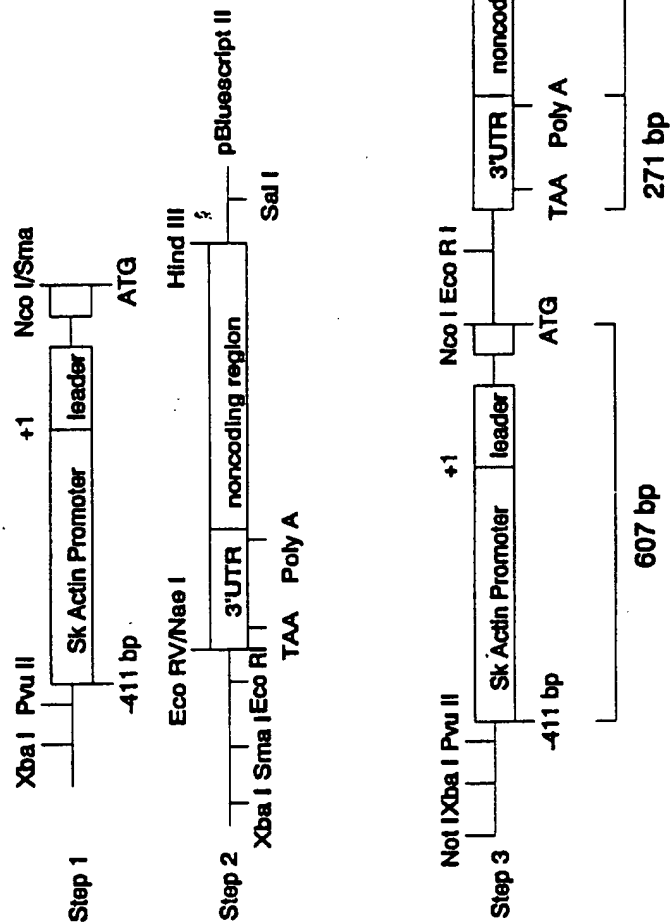 Step 1
Xba I Pvu II +1 Nco I/Sma
Sk Actin Promoter leader
-411 bp ATG
Step 2
Eco RV/Nae I Hind III
Xba I Sma I Eco RI 3'UTR noncoding region pBluescript II
TAA Poly A Sal I
Step 3
Not I Xba I Pvu II +1 Nco I Eco R I
Sk Actin Promoter leader 3'UTR noncod
-411 bp ATG TAA Poly A
607 bp 271 bp